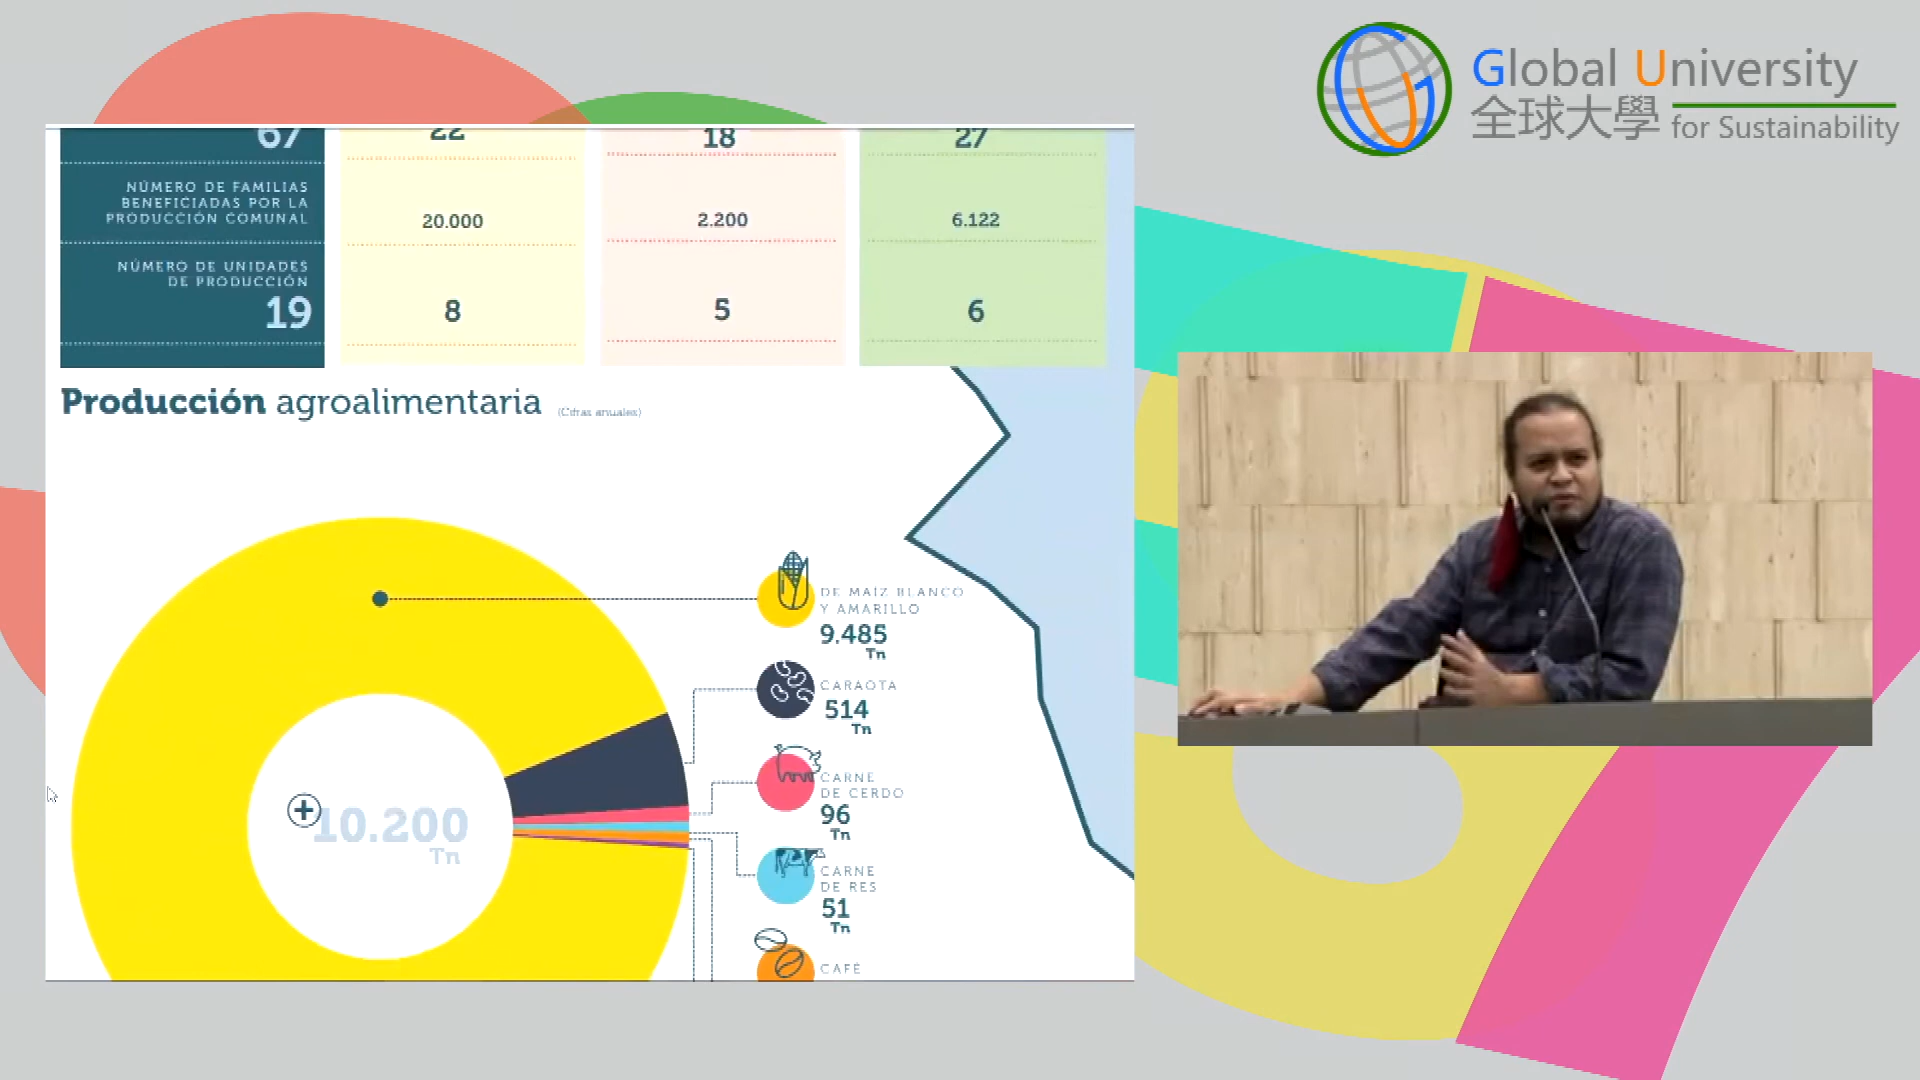 Global University
全球大學 for Sustainability
67
22
18
27
NÚMERO DE FAMILIAS
BENEFICIADAS POR LA
PRODUCCIÓN COMUNAL
20.000
2.200
6.122
NÚMERO DE UNIDADES
DE PRODUCCIÓN
19
8
5
6
Producción agroalimentaria (Cifras anuales)
DE MAÍZ BLANCO
Y AMARILLO
9.485
Tn
CARAOTA
514
Tn
CARNE
DE CERDO
96
Tn
10.200
Tn
CARNE
DE RES
51
Tn
CAFÉ